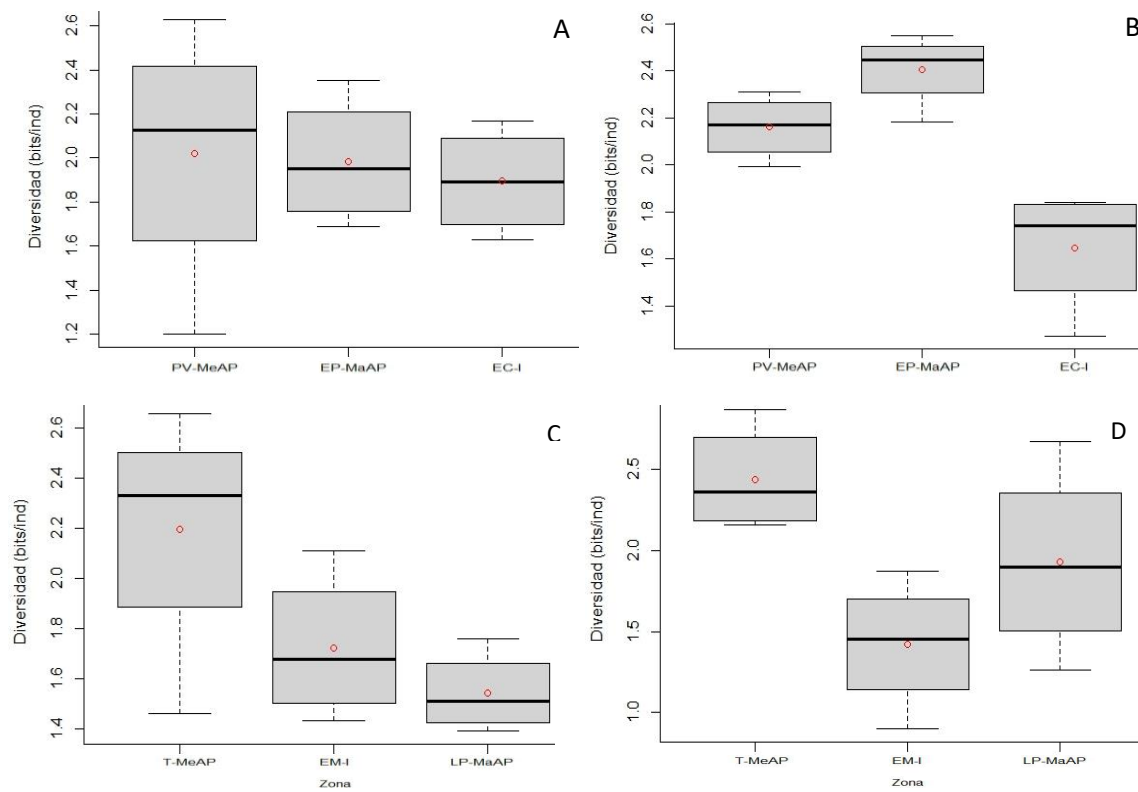 A
Diversidad (bits/ind)
2.6
2.4
2.2
2.0
1.8
1.6
1.4
1.2
PV-MeAP EP-MaAP EC-I
B
Diversidad (bits/ind)
2.6
2.4
2.2
2.0
1.8
1.6
1.4
PV-MeAP EP-MaAP EC-I
C
Diversidad (bits/ind)
2.6
2.4
2.2
2.0
1.8
1.6
1.4
T-MeAP EM-I LP-MaAP
Zona
D
Diversidad (bits/ind)
2.5
2.0
1.5
1.0
T-MeAP EM-I LP-MaAP
Zona